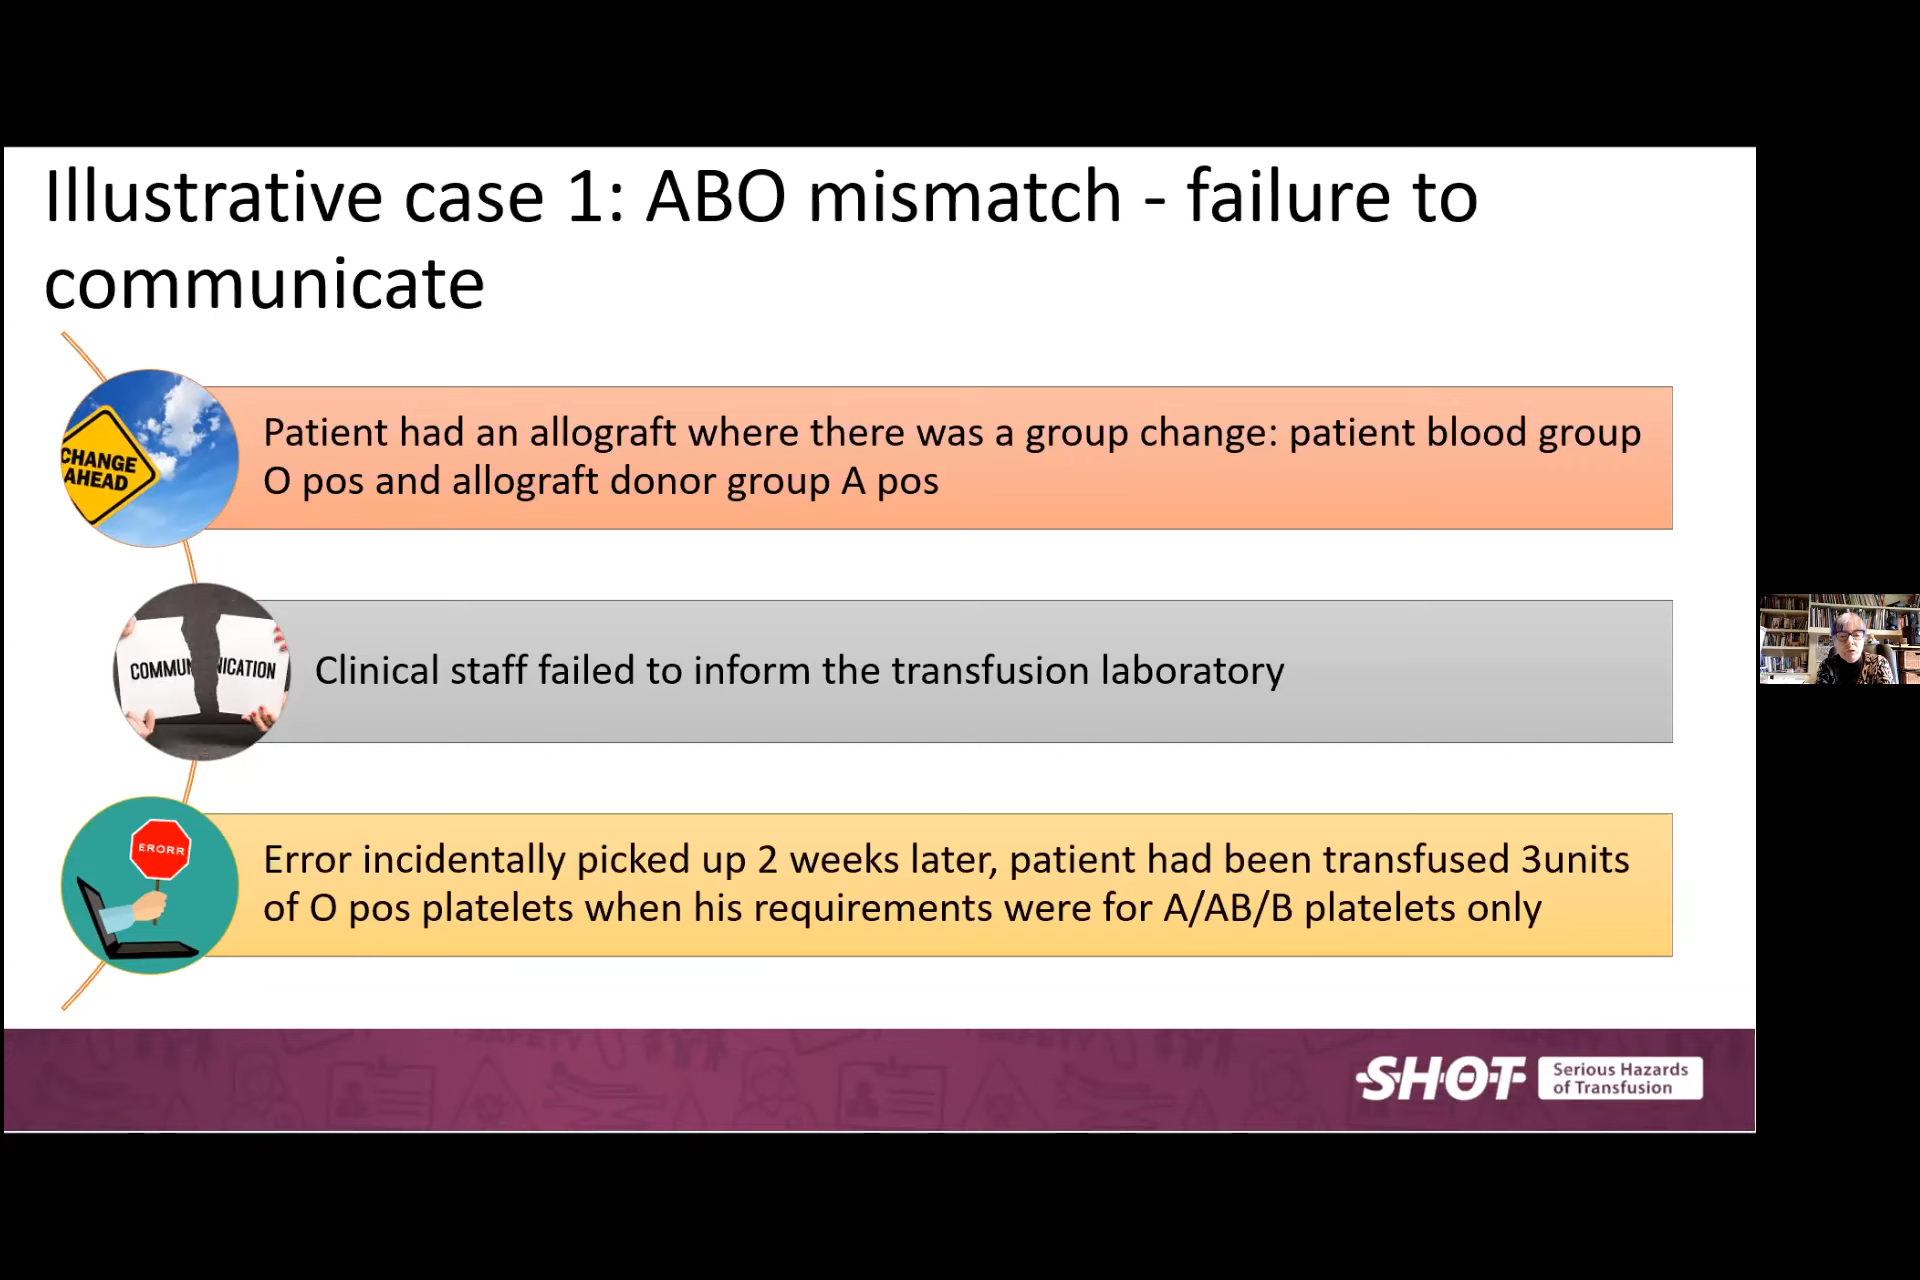 Illustrative case 1: ABO mismatch - failure to
communicate
CHANGE
AHEAD
Patient had an allograft where there was a group change: patient blood group
O pos and allograft donor group A pos
COMMUNICATION
Clinical staff failed to inform the transfusion laboratory
ERORR
Error incidentally picked up 2 weeks later, patient had been transfused 3units
of O pos platelets when his requirements were for A/AB/B platelets only
SHOT
Serious Hazards
of Transfusion